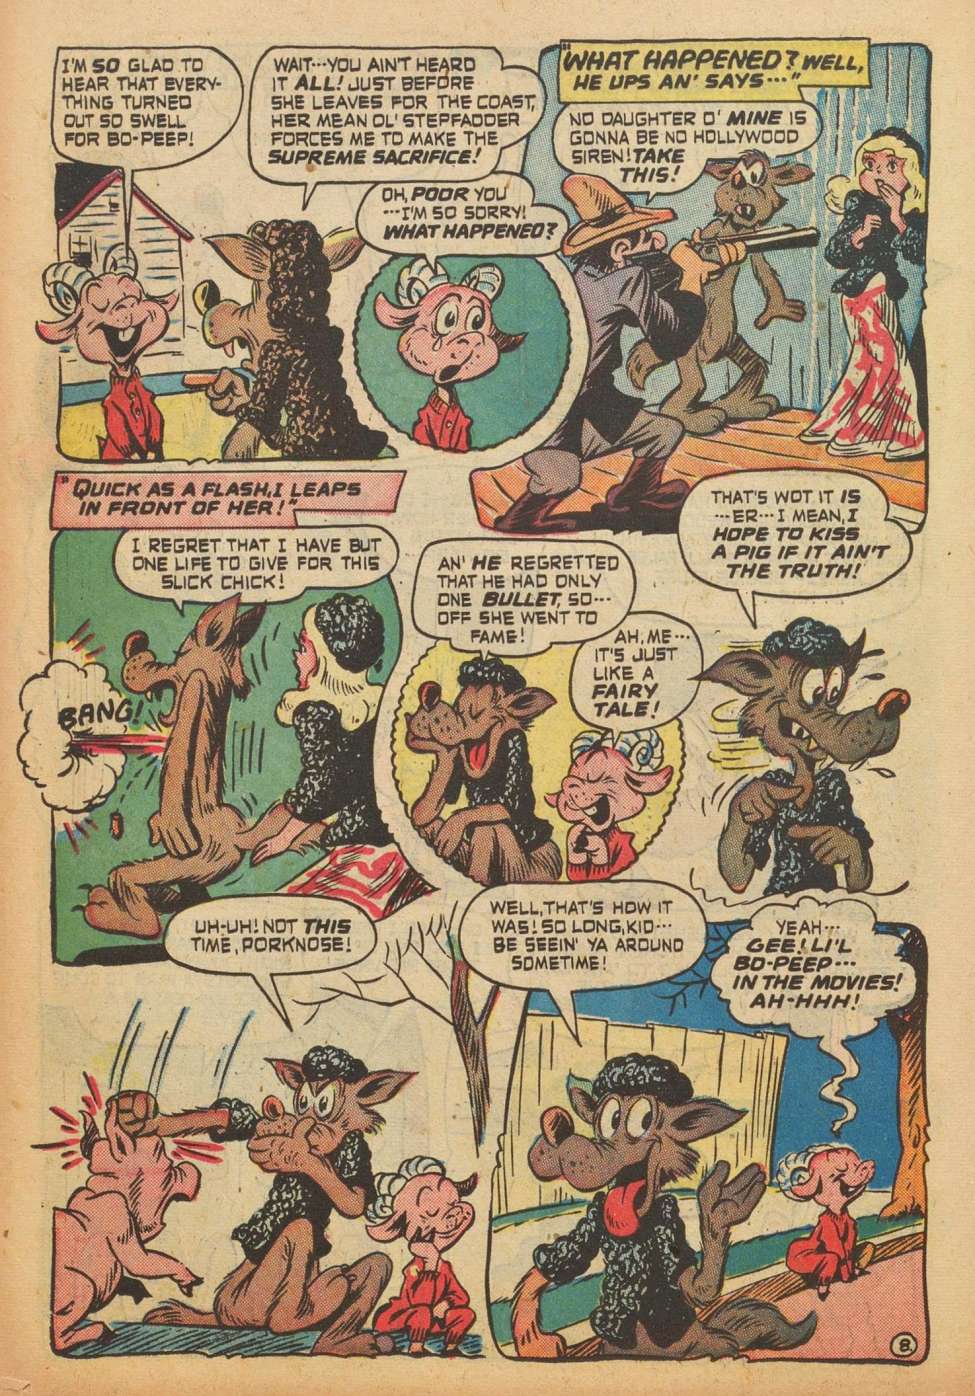 I'M SO GLAD TO
HEAR THAT EVERY-
THING TURNED
OUT SO SWELL
FOR BO-PEEP!
WAIT---YOU AIN'T HEARD
IT ALL! JUST BEFORE
SHE LEAVES FOR THE COAST,
HER MEAN OL' STEPFADDER
FORCES ME TO MAKE THE
SUPREME SACRIFICE!
OH, POOR YOU
---I'M SO SORRY!
WHAT HAPPENED?
"WHAT HAPPENED? WELL,
HE UPS AN' SAYS---"
NO DAUGHTER O' MINE IS
GONNA BE NO HOLLYWOOD
SIREN! TAKE
THIS!
"QUICK AS A FLASH, I LEAPS
IN FRONT OF HER!"
I REGRET THAT I HAVE BUT
ONE LIFE TO GIVE FOR THIS
SLICK CHICK!
BANG!
AN' HE REGRETTED
THAT HE HAD ONLY
ONE BULLET, SO---
OFF SHE WENT TO
FAME!
AH, ME---
IT'S JUST
LIKE A
FAIRY
TALE!
THAT'S WOT IT IS
---ER---I MEAN, I
HOPE TO KISS
A PIG IF IT AIN'T
THE TRUTH!
UH-UH! NOT THIS
TIME, PORKNOSE!
WELL, THAT'S HOW IT
WAS! SO LONG, KID---
BE SEEIN' YA AROUND
SOMETIME!
YEAH---
GEE! LI'L
BO-PEEP---
IN THE MOVIES!
AH-HHH!
8